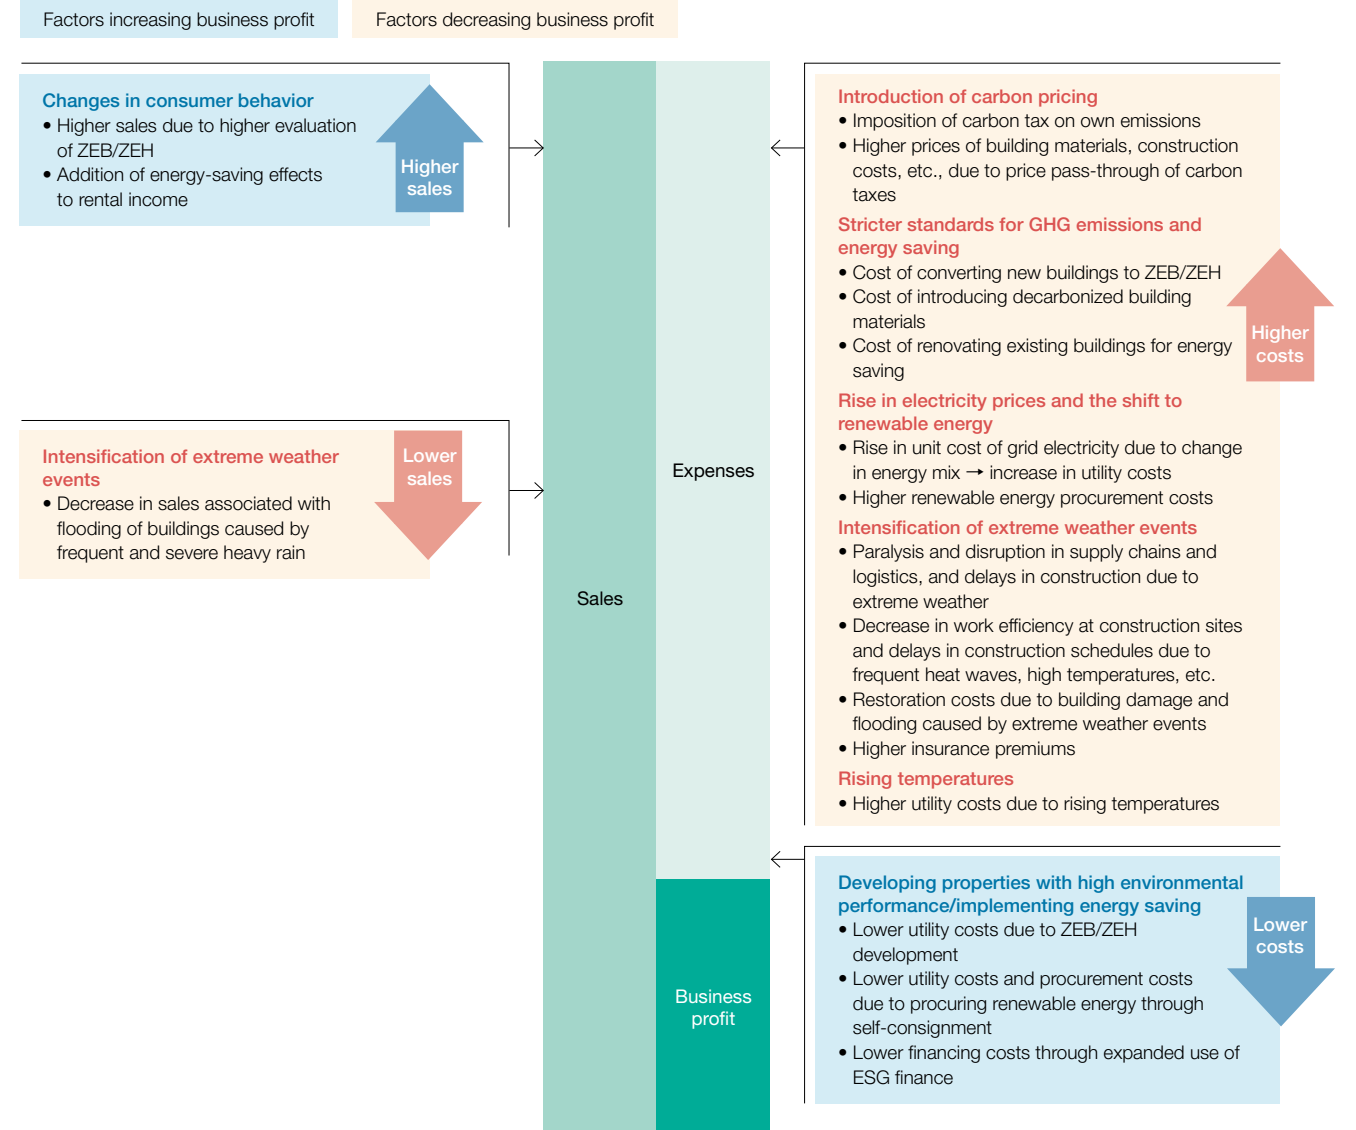 Factors increasing business profit
Factors decreasing business profit
Changes in consumer behavior
• Higher sales due to higher evaluation
of ZEB/ZEH
• Addition of energy-saving effects
to rental income
Higher
sales
Intensification of extreme weather
events
• Decrease in sales associated with
flooding of buildings caused by
frequent and severe heavy rain
Lower
sales
Sales
Expenses
Business
profit
Introduction of carbon pricing
• Imposition of carbon tax on own emissions
• Higher prices of building materials, construction
costs, etc., due to price pass-through of carbon
taxes
Stricter standards for GHG emissions and
energy saving
• Cost of converting new buildings to ZEB/ZEH
• Cost of introducing decarbonized building
materials
• Cost of renovating existing buildings for energy
saving
Rise in electricity prices and the shift to
renewable energy
• Rise in unit cost of grid electricity due to change
in energy mix → increase in utility costs
• Higher renewable energy procurement costs
Intensification of extreme weather events
• Paralysis and disruption in supply chains and
logistics, and delays in construction due to
extreme weather
• Decrease in work efficiency at construction sites
and delays in construction schedules due to
frequent heat waves, high temperatures, etc.
• Restoration costs due to building damage and
flooding caused by extreme weather events
• Higher insurance premiums
Rising temperatures
• Higher utility costs due to rising temperatures
Higher
costs
Developing properties with high environmental
performance/implementing energy saving
• Lower utility costs due to ZEB/ZEH
development
• Lower utility costs and procurement costs
due to procuring renewable energy through
self-consignment
• Lower financing costs through expanded use of
ESG finance
Lower
costs